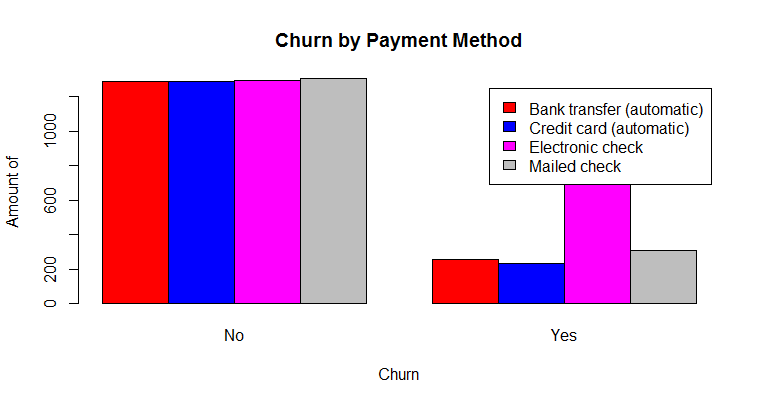 Churn by Payment Method
Amount of
0
200
600
1000
Bank transfer (automatic)
Credit card (automatic)
Electronic check
Mailed check
No
Yes
Churn